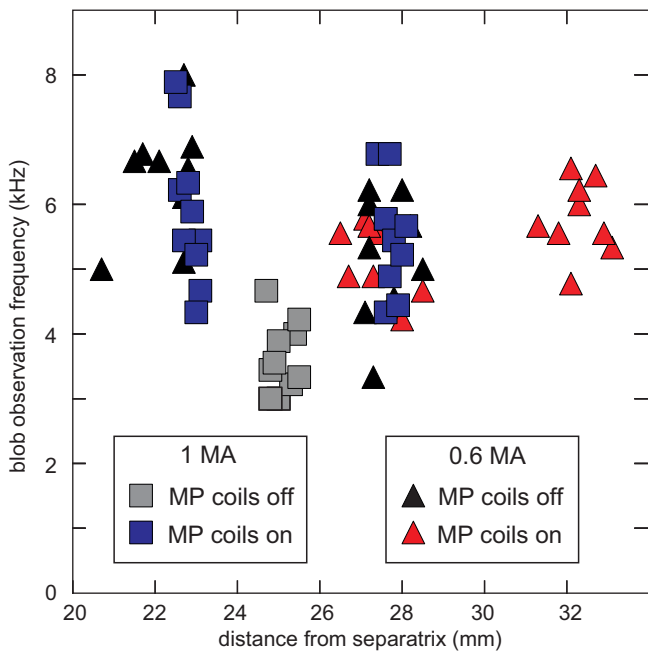 blob observation frequency (kHz)
8
6
4
2
0
1 MA
MP coils off
MP coils on
0.6 MA
MP coils off
MP coils on
20 22 24 26 28 30 32
distance from separatrix (mm)